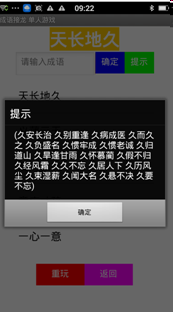 09:22
成语接龙 单人游戏
天长地久
请输入成语 确定 提示
天长地久
提示
(久安长治 久别重逢 久病成医 久而久
之 久负盛名 久惯牢成 久惯老诚 久归
道山 久旱逢甘雨 久怀慕蔺 久假不归
久经风霜 久久不忘 久居人下 久历风
尘 久束湿薪 久闻大名 久悬不决 久要
不忘)
确定
一心一意
重玩 返回